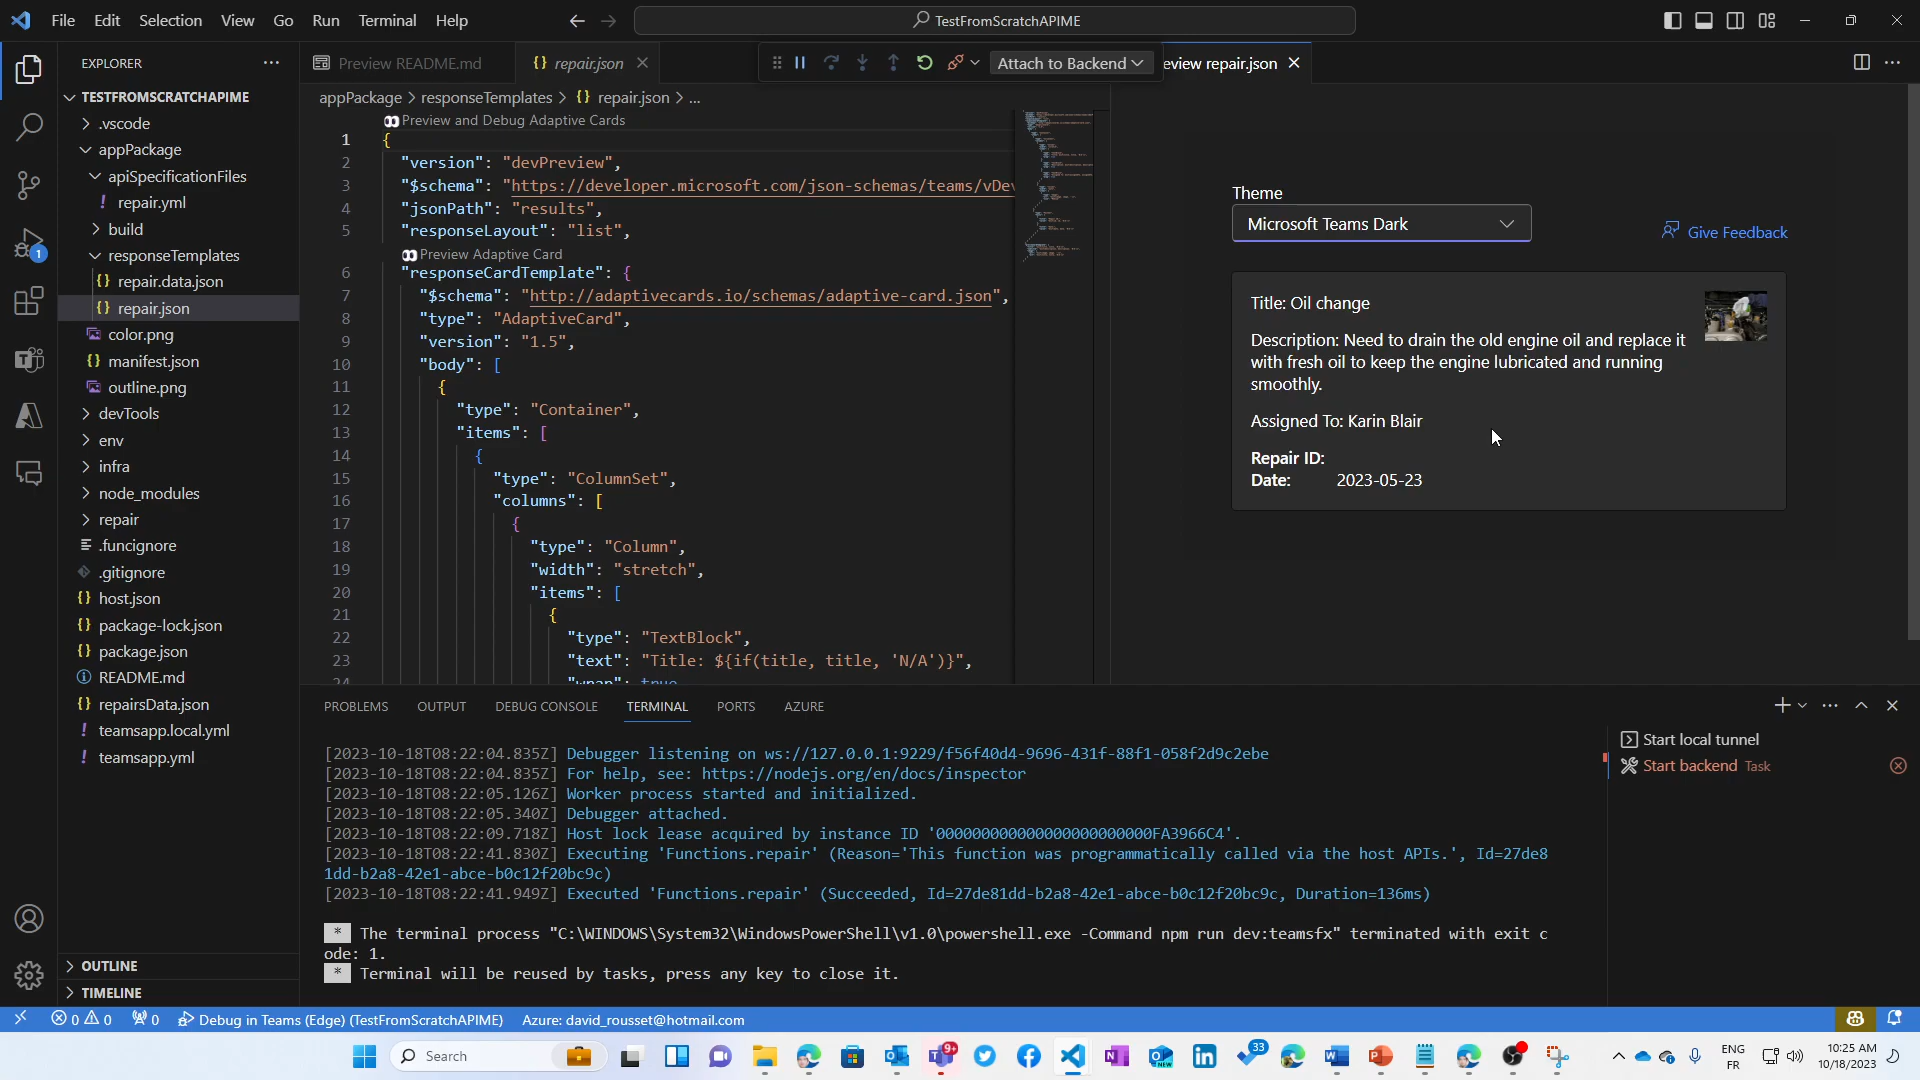 File Edit Selection View Go Run Terminal Help
TestFromScratchAPIME
EXPLORER
TESTFROMSCRATCHAPIME
.vscode
appPackage
apiSpecificationFiles
! repair.yml
build
responseTemplates
{} repair.data.json
{} repair.json
color.png
{} manifest.json
outline.png
devTools
env
infra
node_modules
repair
.funcignore
.gitignore
{} host.json
{} package-lock.json
{} package.json
README.md
{} repairsData.json
! teamsapp.local.yml
! teamsapp.yml
OUTLINE
TIMELINE
1
Preview README.md
{} repair.json
Attach to Backend
eview repair.json
appPackage > responseTemplates > {} repair.json > ...
Preview and Debug Adaptive Cards
1 {
2 "version": "devPreview",
3 "$schema": "https://developer.microsoft.com/json-schemas/teams/vDev
4 "jsonPath": "results",
5 "responseLayout": "list",
Preview Adaptive Card
6 "responseCardTemplate": {
7 "$schema": "http://adaptivecards.io/schemas/adaptive-card.json",
8 "type": "AdaptiveCard",
9 "version": "1.5",
10 "body": [
11 {
12 "type": "Container",
13 "items": [
14 {
15 "type": "ColumnSet",
16 "columns": [
17 {
18 "type": "Column",
19 "width": "stretch",
20 "items": [
21 {
22 "type": "TextBlock",
23 "text": "Title: ${if(title, title, 'N/A')}",
24 "wrap": true
Theme
Microsoft Teams Dark
Give Feedback
Title: Oil change
Description: Need to drain the old engine oil and replace it
with fresh oil to keep the engine lubricated and running
smoothly.
Assigned To: Karin Blair
Repair ID:
Date: 2023-05-23
PROBLEMS OUTPUT DEBUG CONSOLE TERMINAL PORTS AZURE
[2023-10-18T08:22:04.835Z] Debugger listening on ws://127.0.0.1:9229/f56f40d4-9696-431f-88f1-058f2d9c2ebe
[2023-10-18T08:22:04.835Z] For help, see: https://nodejs.org/en/docs/inspector
[2023-10-18T08:22:05.126Z] Worker process started and initialized.
[2023-10-18T08:22:05.340Z] Debugger attached.
[2023-10-18T08:22:09.718Z] Host lock lease acquired by instance ID '000000000000000000000000FA3966C4'.
[2023-10-18T08:22:41.830Z] Executing 'Functions.repair' (Reason='This function was programmatically called via the host APIs.', Id=27de8
1dd-b2a8-42e1-abce-b0c12f20bc9c)
[2023-10-18T08:22:41.949Z] Executed 'Functions.repair' (Succeeded, Id=27de81dd-b2a8-42e1-abce-b0c12f20bc9c, Duration=136ms)
* The terminal process "C:\WINDOWS\System32\WindowsPowerShell\v1.0\powershell.exe -Command npm run dev:teamsfx" terminated with exit c
ode: 1.
* Terminal will be reused by tasks, press any key to close it.
Start local tunnel
Start backend Task
0 0 0 Debug in Teams (Edge) (TestFromScratchAPIME) Azure: david_rousset@hotmail.com
Search
9+
33
ENG
FR
10:25 AM
10/18/2023